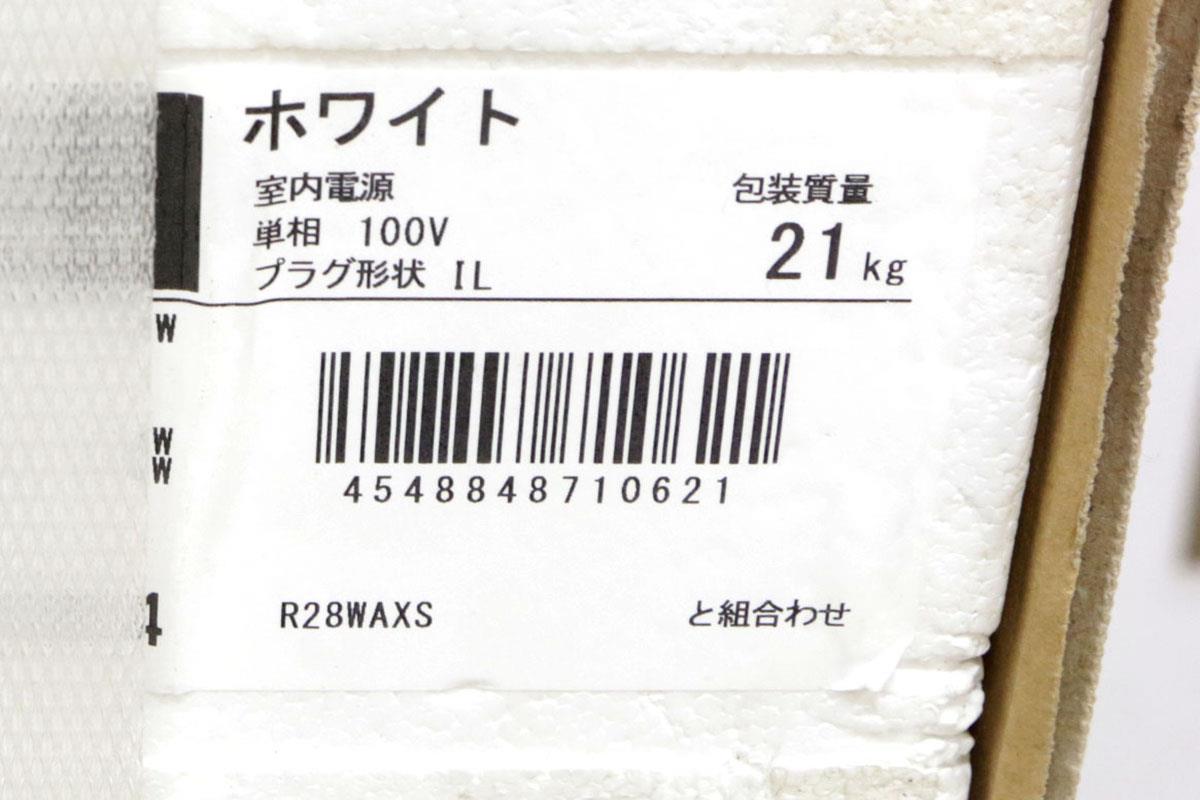 ホワイト
室内電源
単相 100V
プラグ形状 IL
包装質量
21kg
W
W
W
4548848710621
1
R28WAXS と組合わせ